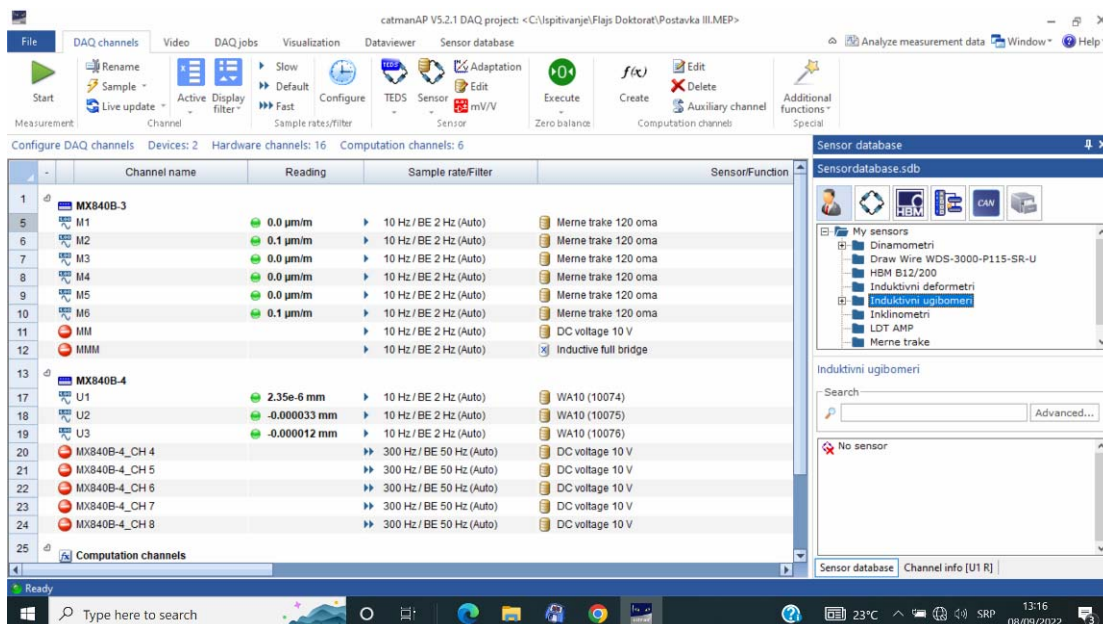 catmanAP V5.2.1 DAQ project: <C:\Ispitivanje\Flajs Doktorat\Postavka III.MEP>
File DAQ channels Video DAQ jobs Visualization Dataviewer Sensor database Analyze measurement data Window Help
Start
Rename
Sample
Live update
Active
Display filter
Slow
Default
Fast
Configure
TEDS
TEDS
Sensor
Adaptation
Edit
mV/V
Execute
f(x)
Create
Edit
Delete
Auxiliary channel
Additional functions
Measurement Channel Sample rates/filter Sensor Zero balance Computation channels Special
Configure DAQ channels Devices: 2 Hardware channels: 16 Computation channels: 6
- Channel name Reading Sample rate/Filter Sensor/Function
1 MX840B-3
5 M1 0.0 µm/m 10 Hz / BE 2 Hz (Auto) Merne trake 120 oma
6 M2 0.1 µm/m 10 Hz / BE 2 Hz (Auto) Merne trake 120 oma
7 M3 0.0 µm/m 10 Hz / BE 2 Hz (Auto) Merne trake 120 oma
8 M4 0.0 µm/m 10 Hz / BE 2 Hz (Auto) Merne trake 120 oma
9 M5 0.0 µm/m 10 Hz / BE 2 Hz (Auto) Merne trake 120 oma
10 M6 0.1 µm/m 10 Hz / BE 2 Hz (Auto) Merne trake 120 oma
11 MM 10 Hz / BE 2 Hz (Auto) DC voltage 10 V
12 MMM 10 Hz / BE 2 Hz (Auto) Inductive full bridge
13 MX840B-4
17 U1 2.35e-6 mm 10 Hz / BE 2 Hz (Auto) WA10 (10074)
18 U2 -0.000033 mm 10 Hz / BE 2 Hz (Auto) WA10 (10075)
19 U3 -0.000012 mm 10 Hz / BE 2 Hz (Auto) WA10 (10076)
20 MX840B-4_CH 4 300 Hz / BE 50 Hz (Auto) DC voltage 10 V
21 MX840B-4_CH 5 300 Hz / BE 50 Hz (Auto) DC voltage 10 V
22 MX840B-4_CH 6 300 Hz / BE 50 Hz (Auto) DC voltage 10 V
23 MX840B-4_CH 7 300 Hz / BE 50 Hz (Auto) DC voltage 10 V
24 MX840B-4_CH 8 300 Hz / BE 50 Hz (Auto) DC voltage 10 V
25 Computation channels
Sensor database
Sensordatabase.sdb
HBM CAN
My sensors
Dinamometri
Draw Wire WDS-3000-P115-SR-U
HBM B12/200
Induktivni deformetri
Induktivni ugibomeri
Inklinometri
LDT AMP
Merne trake
Induktivni ugibomeri
Search
Advanced...
No sensor
Sensor database Channel info [U1 R]
Ready
Type here to search
23°C SRP 13:16
08/09/2022